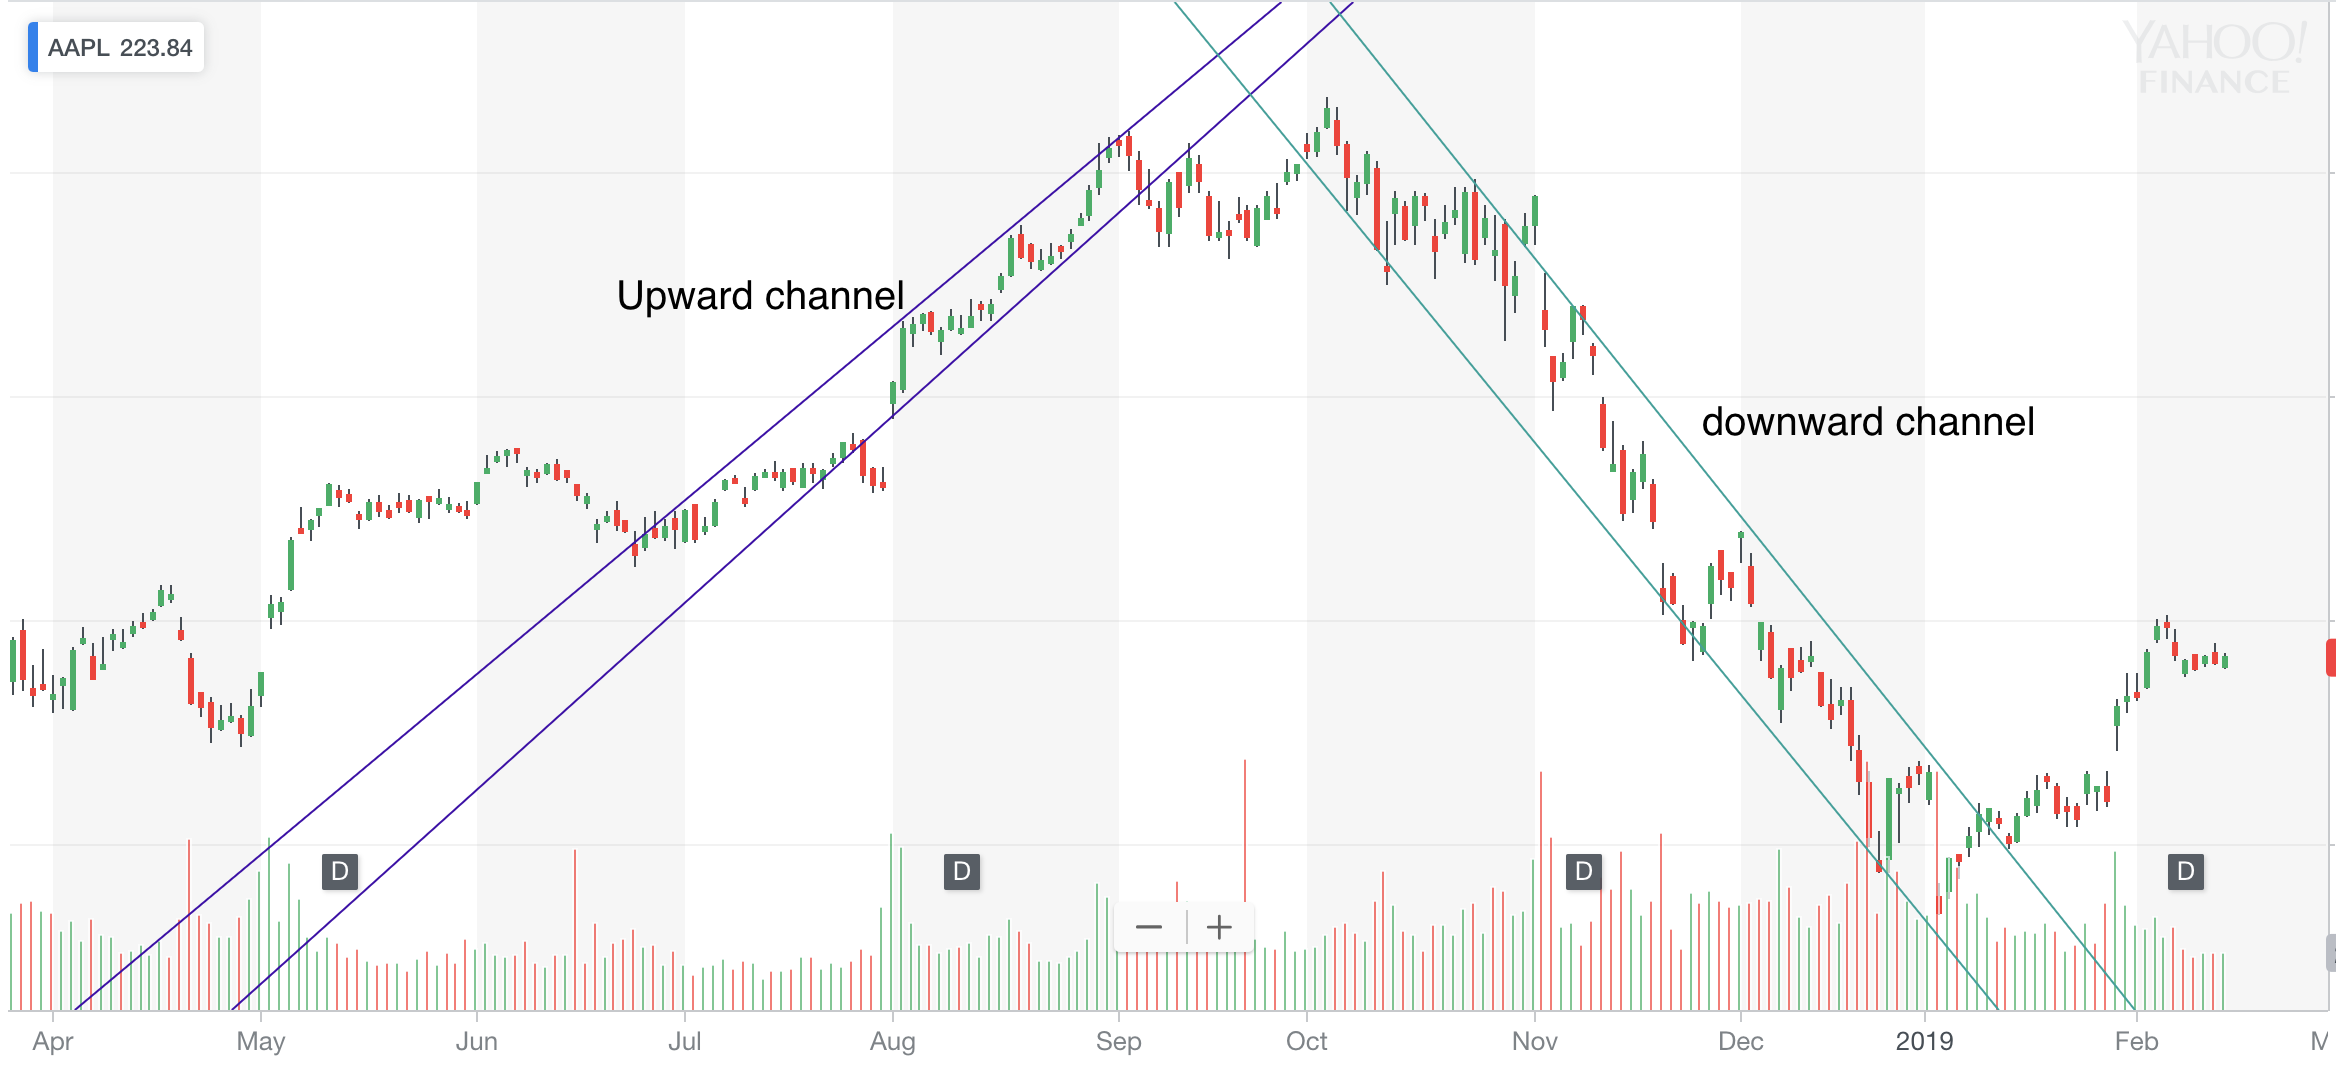 AAPL 223.84
YAHOO!
FINANCE
Upward channel
downward channel
D D D D
Apr May Jun Jul Aug Sep Oct Nov Dec 2019 Feb